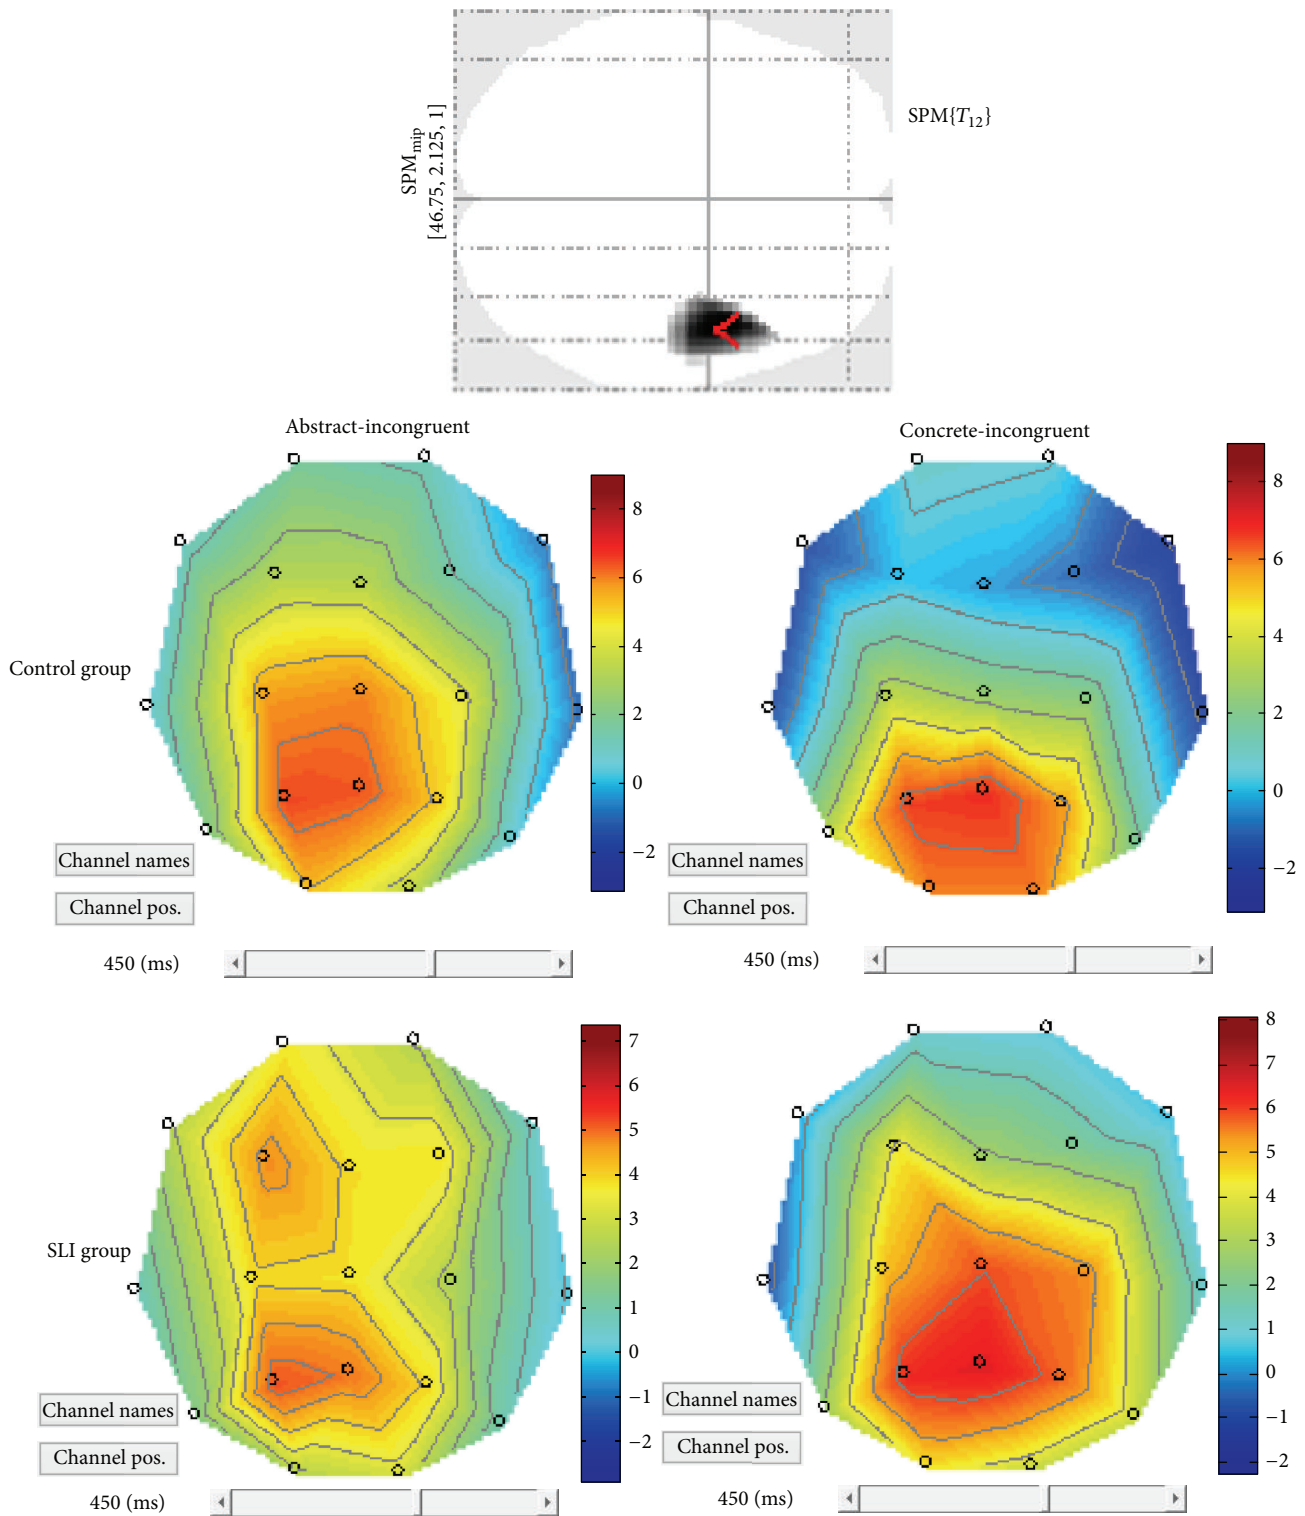 SPM_mip
[46.75, 2.125, 1]
SPM{T_12}
Abstract-incongruent
Concrete-incongruent
Control group
8
6
4
2
0
−2
Channel names
Channel pos.
450 (ms)
8
6
4
2
0
−2
Channel names
Channel pos.
450 (ms)
SLI group
7
6
5
4
3
2
1
0
−1
−2
Channel names
Channel pos.
450 (ms)
8
7
6
5
4
3
2
1
0
−1
−2
Channel names
Channel pos.
450 (ms)